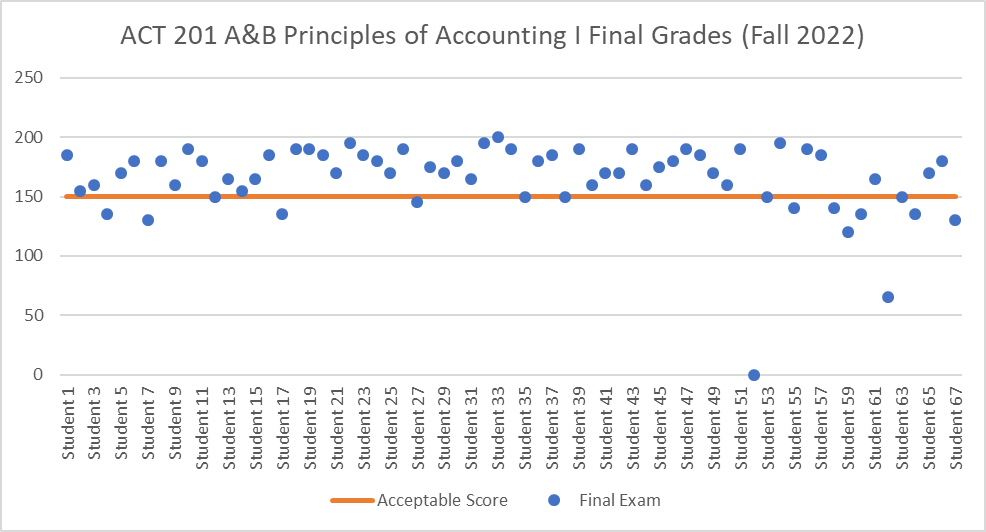 ACT 201 A&B Principles of Accounting I Final Grades (Fall 2022)
250
200
150
100
50
0
Student 1
Student 3
Student 5
Student 7
Student 9
Student 11
Student 13
Student 15
Student 17
Student 19
Student 21
Student 23
Student 25
Student 27
Student 29
Student 31
Student 33
Student 35
Student 37
Student 39
Student 41
Student 43
Student 45
Student 47
Student 49
Student 51
Student 53
Student 55
Student 57
Student 59
Student 61
Student 63
Student 65
Student 67
Acceptable Score
Final Exam